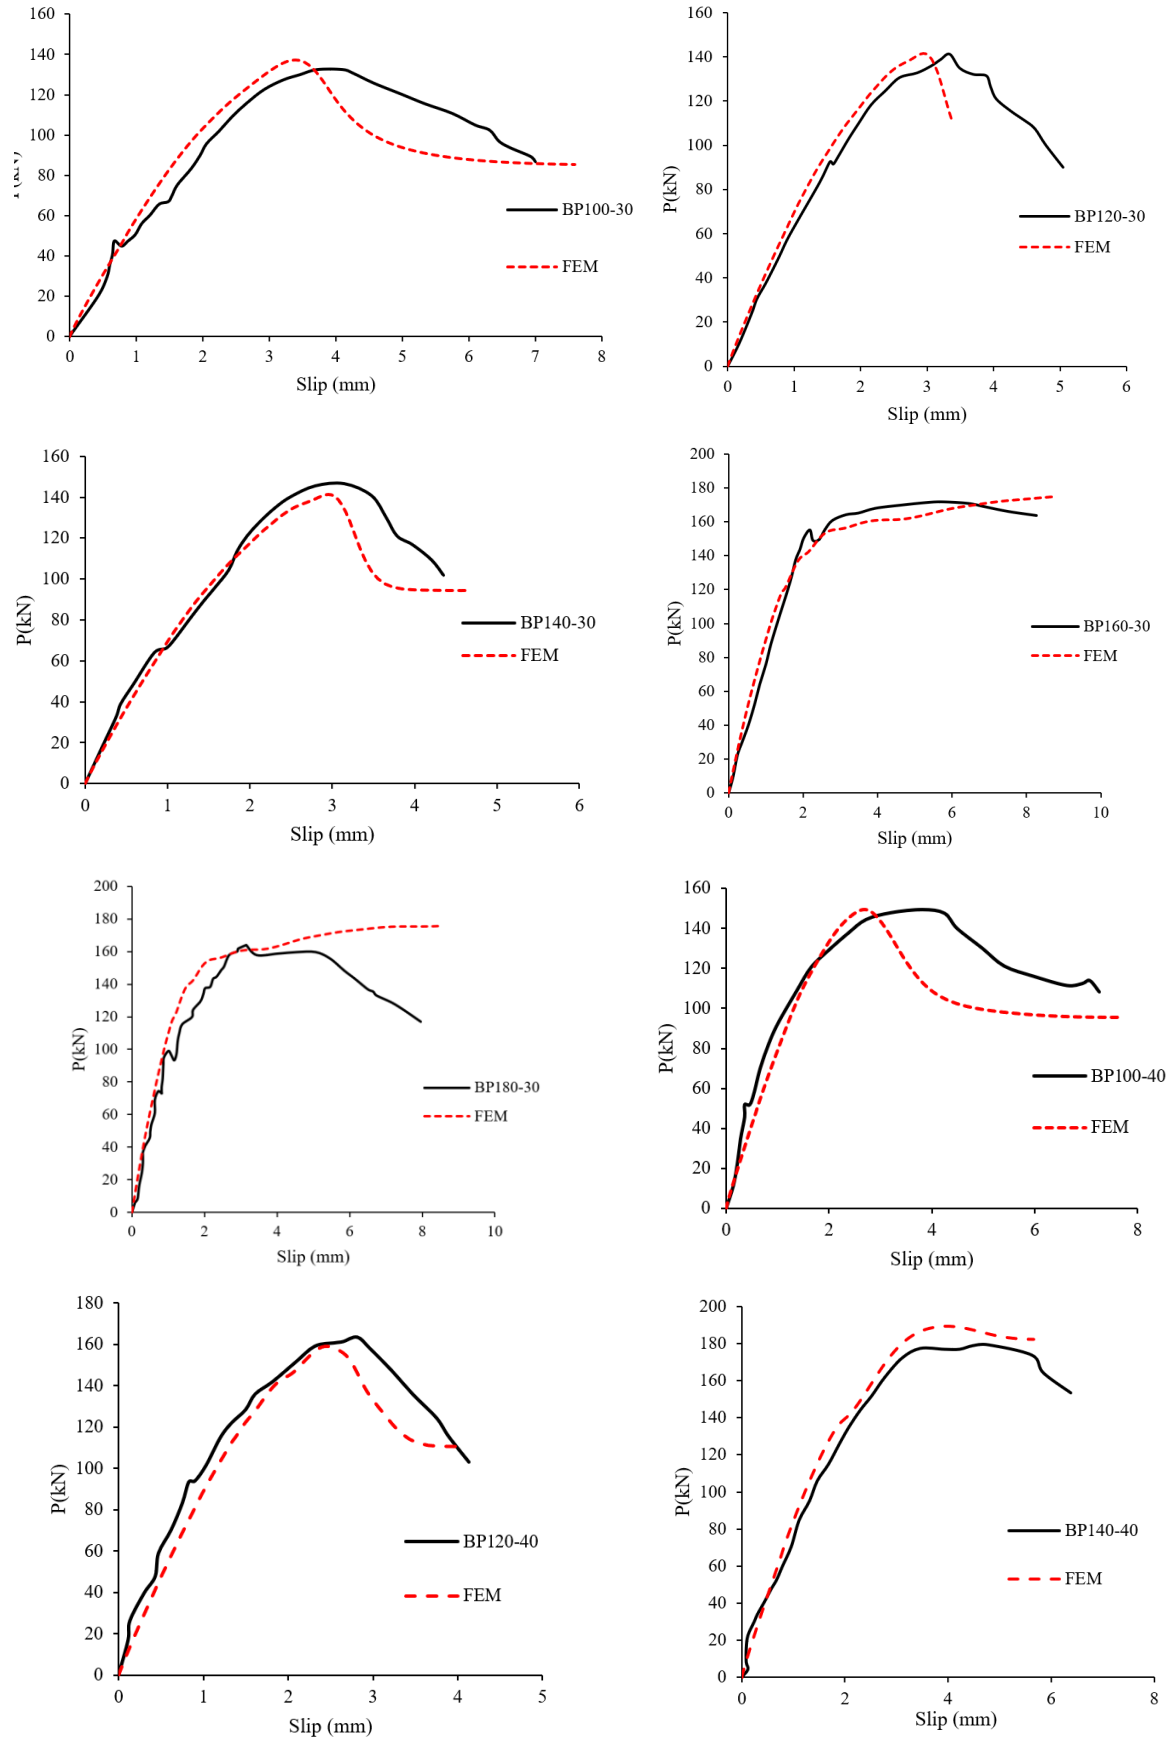 160
140
120
100
80
60
40
20
0
P(kN)
0 1 2 3 4 5 6 7 8
Slip (mm)
BP100-30
FEM
160
140
120
100
80
60
40
20
0
P(kN)
0 1 2 3 4 5 6
Slip (mm)
BP120-30
FEM
160
140
120
100
80
60
40
20
0
P(kN)
0 1 2 3 4 5 6
Slip (mm)
BP140-30
FEM
200
180
160
140
120
100
80
60
40
20
0
P(kN)
0 2 4 6 8 10
Slip (mm)
BP160-30
FEM
200
180
160
140
120
100
80
60
40
20
0
P(kN)
0 2 4 6 8 10
Slip (mm)
BP180-30
FEM
160
140
120
100
80
60
40
20
0
P(kN)
0 2 4 6 8
Slip (mm)
BP100-40
FEM
180
160
140
120
100
80
60
40
20
0
P(kN)
0 1 2 3 4 5
Slip (mm)
BP120-40
FEM
200
180
160
140
120
100
80
60
40
20
0
P(kN)
0 2 4 6 8
Slip (mm)
BP140-40
FEM